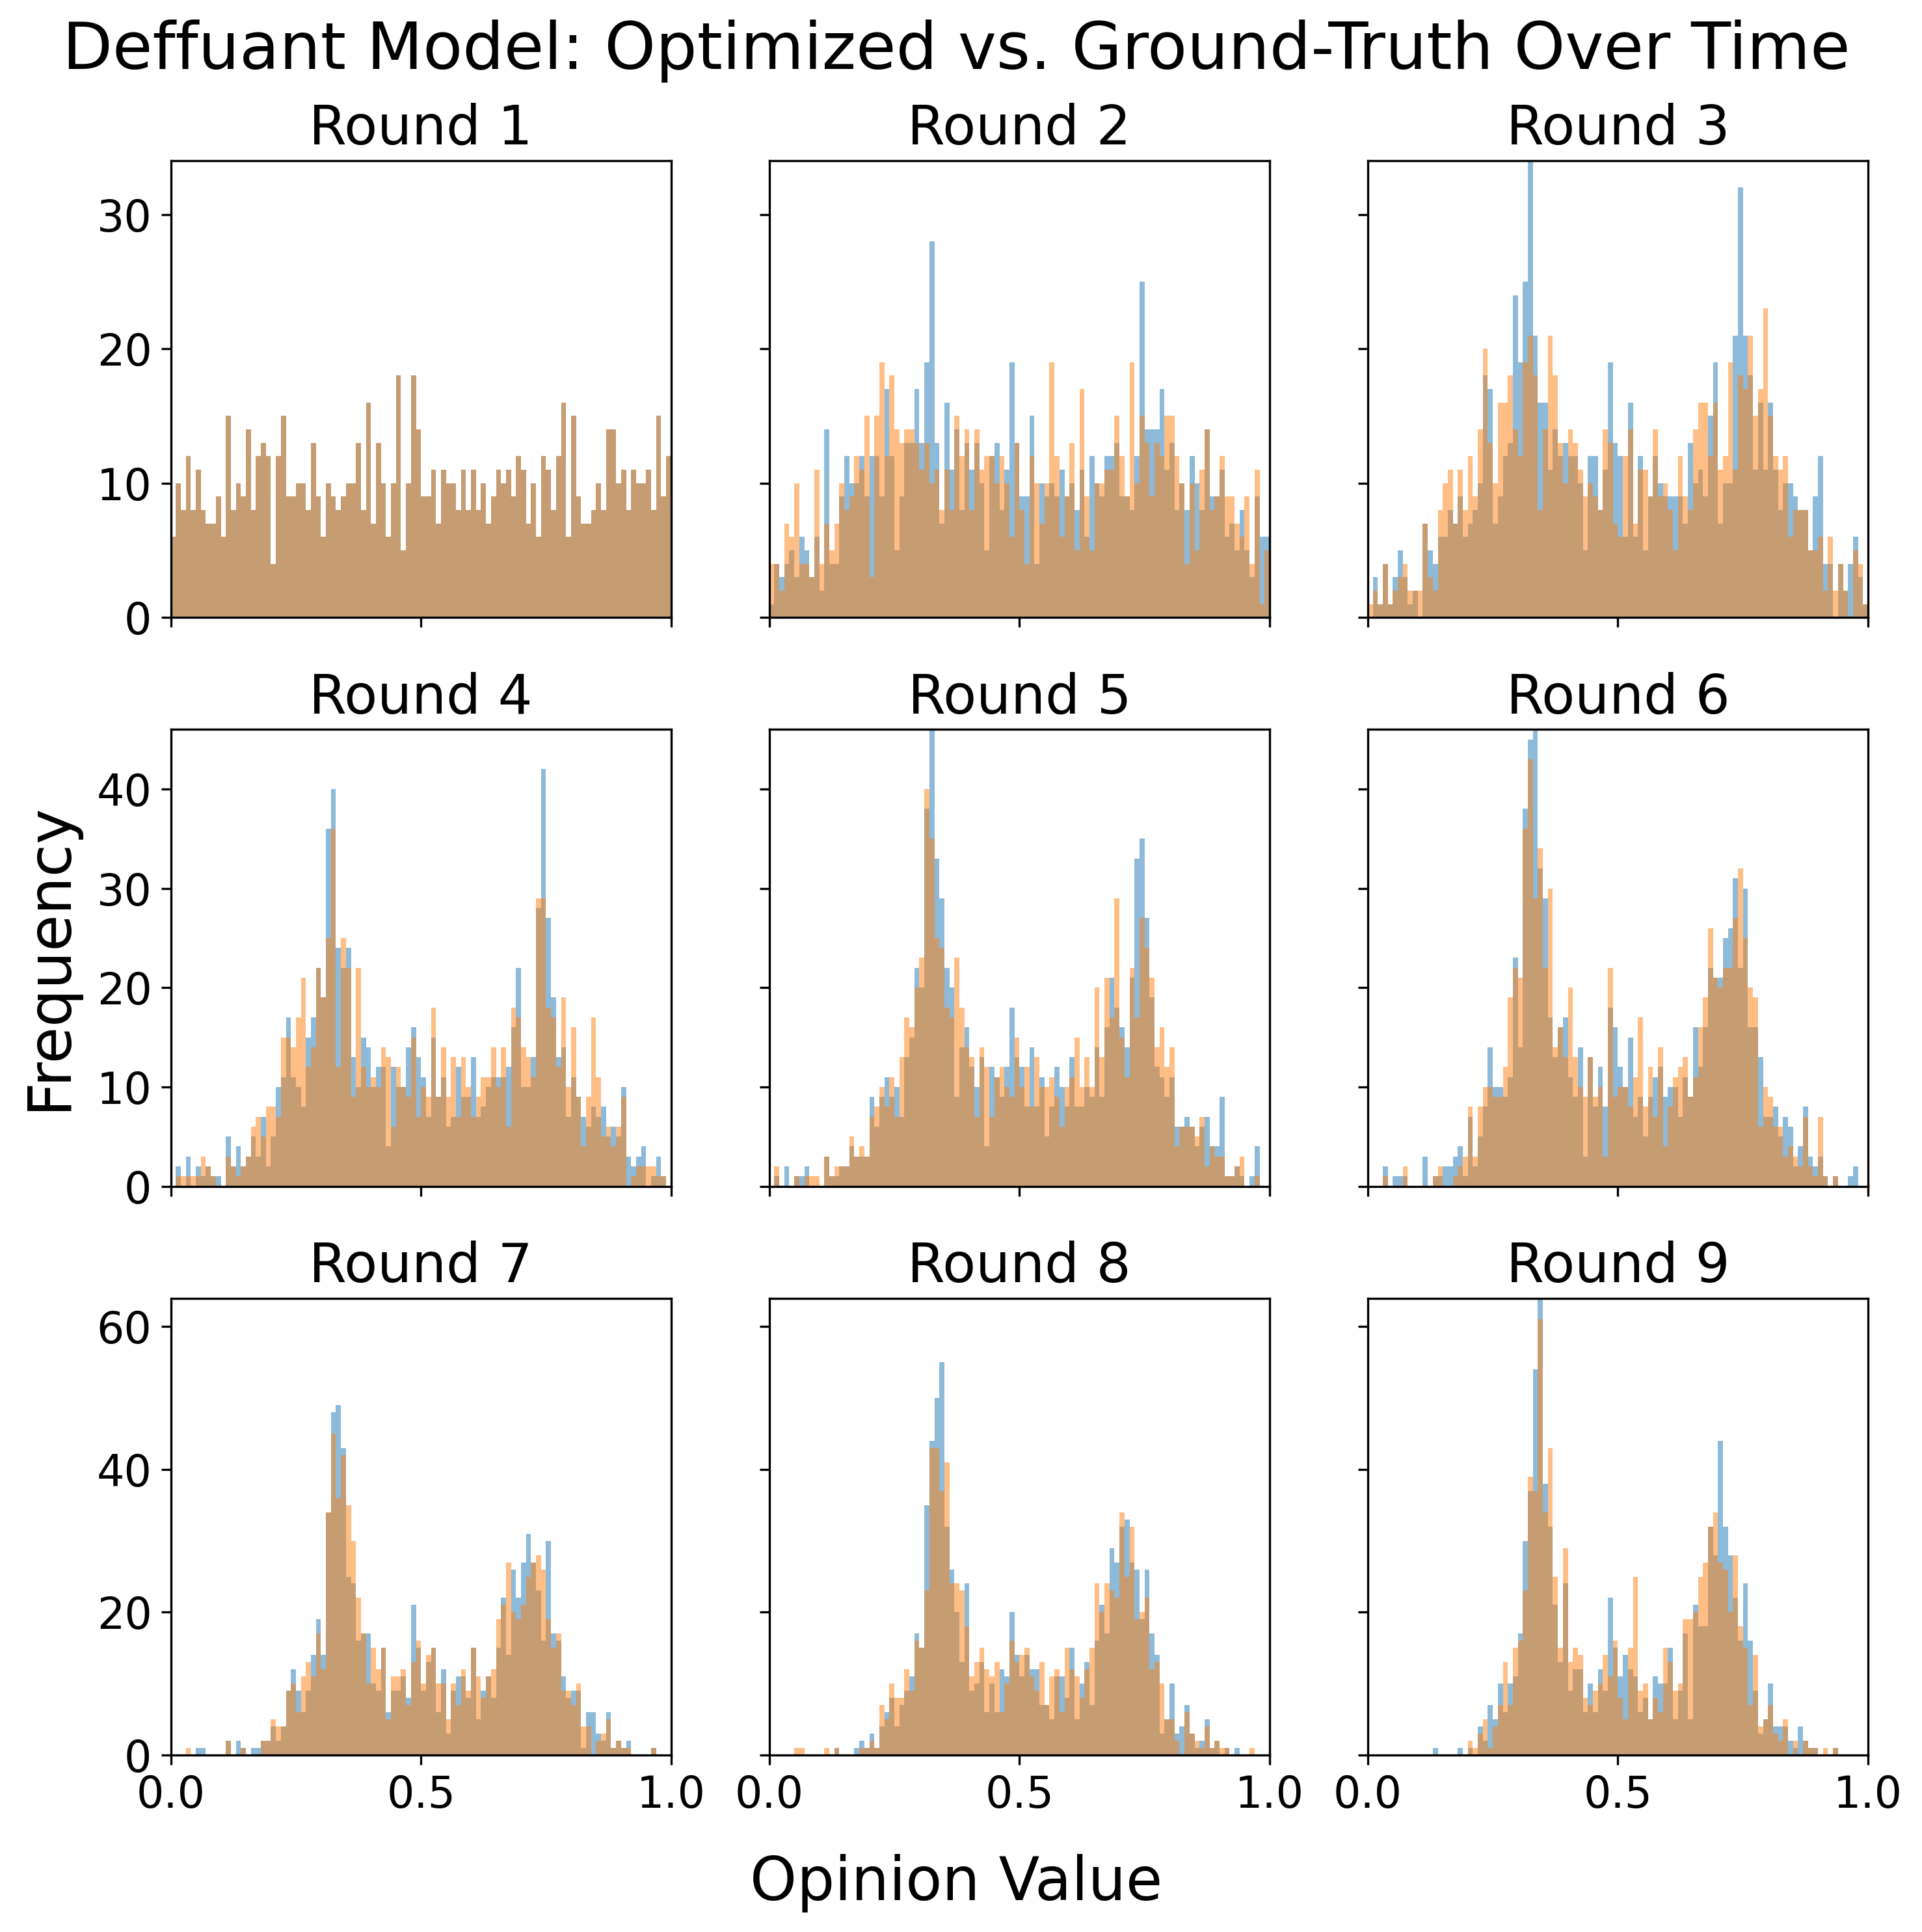 Deffuant Model: Optimized vs. Ground-Truth Over Time
Round 1
Round 2
Round 3
30
20
10
0
Round 4
Round 5
Round 6
40
30
20
10
0
Round 7
Round 8
Round 9
60
40
20
0
0.0 0.5 1.0
0.0 0.5 1.0
0.0 0.5 1.0
Frequency
Opinion Value